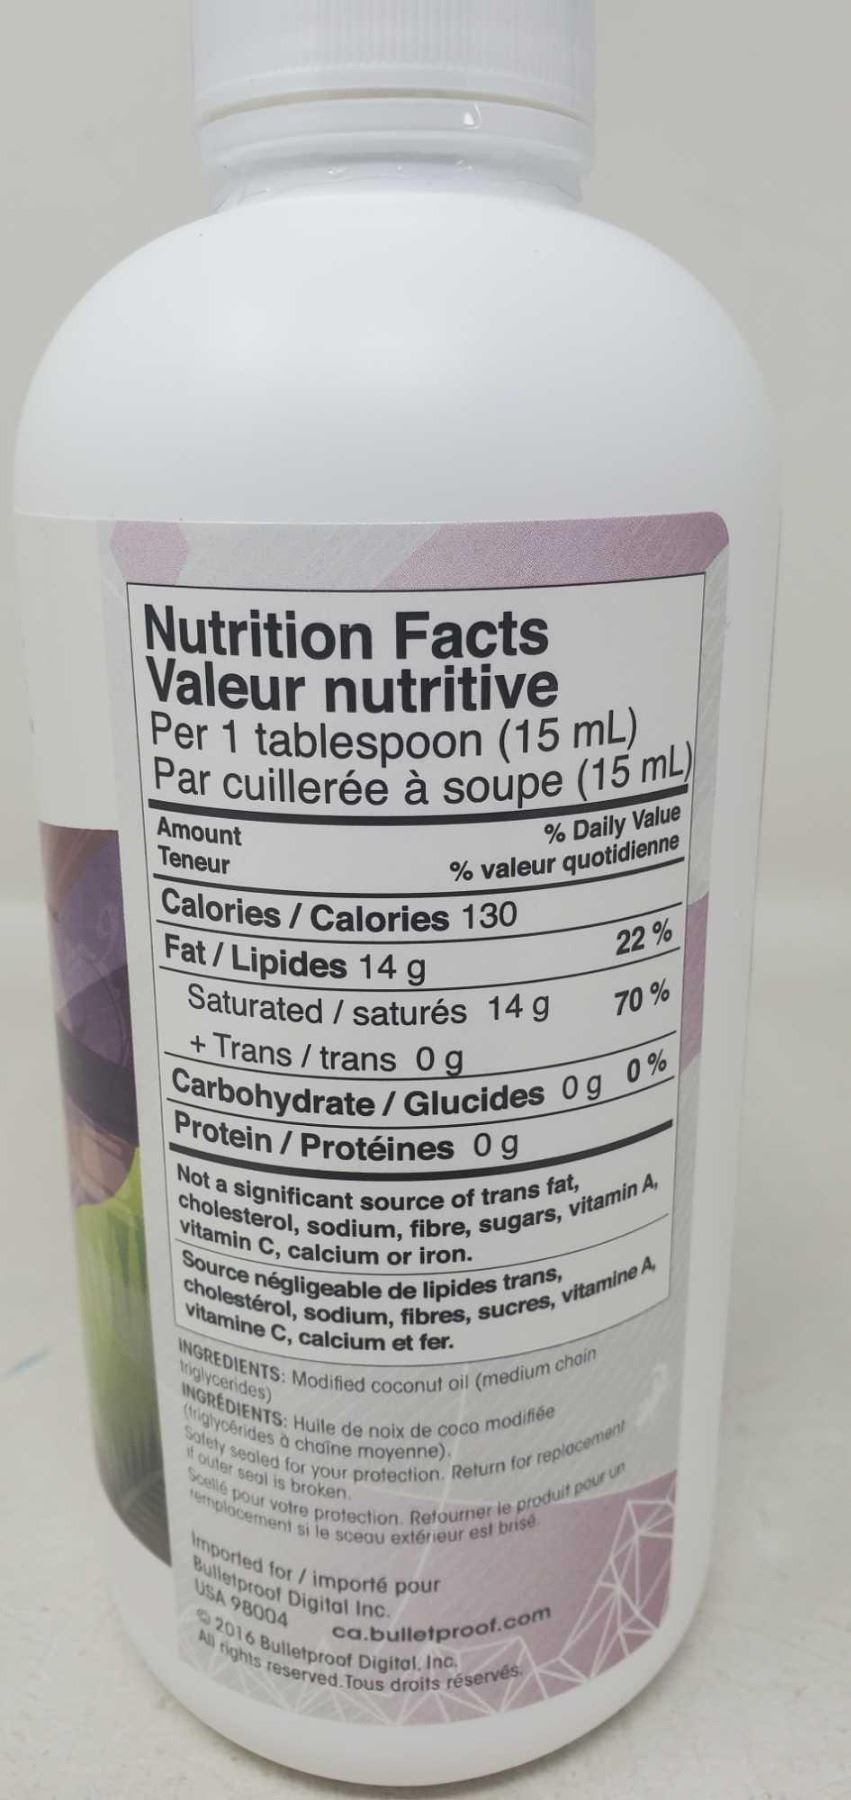 Nutrition Facts
Valeur nutritive
Per 1 tablespoon (15 mL)
Par cuillerée à soupe (15 mL)
Amount % Daily Value
Teneur % valeur quotidienne
Calories / Calories 130
Fat / Lipides 14 g 22 %
Saturated / saturés 14 g 70 %
+ Trans / trans 0 g
Carbohydrate / Glucides 0 g 0 %
Protein / Protéines 0 g
Not a significant source of trans fat,
cholesterol, sodium, fibre, sugars, vitamin A,
vitamin C, calcium or iron.
Source négligeable de lipides trans,
cholestérol, sodium, fibres, sucres, vitamine A,
vitamine C, calcium et fer.
INGREDIENTS: Modified coconut oil (medium chain
triglycerides)
INGRÉDIENTS: Huile de noix de coco modifiée
(triglycérides à chaîne moyenne).
Safety sealed for your protection. Return for replacement
if outer seal is broken.
Scellé pour votre protection. Retourner le produit pour un
remplacement si le sceau extérieur est brisé.
Imported for / importé pour
Bulletproof Digital Inc.
USA 98004 ca.bulletproof.com
© 2016 Bulletproof Digital, Inc.
All rights reserved. Tous droits réservés.